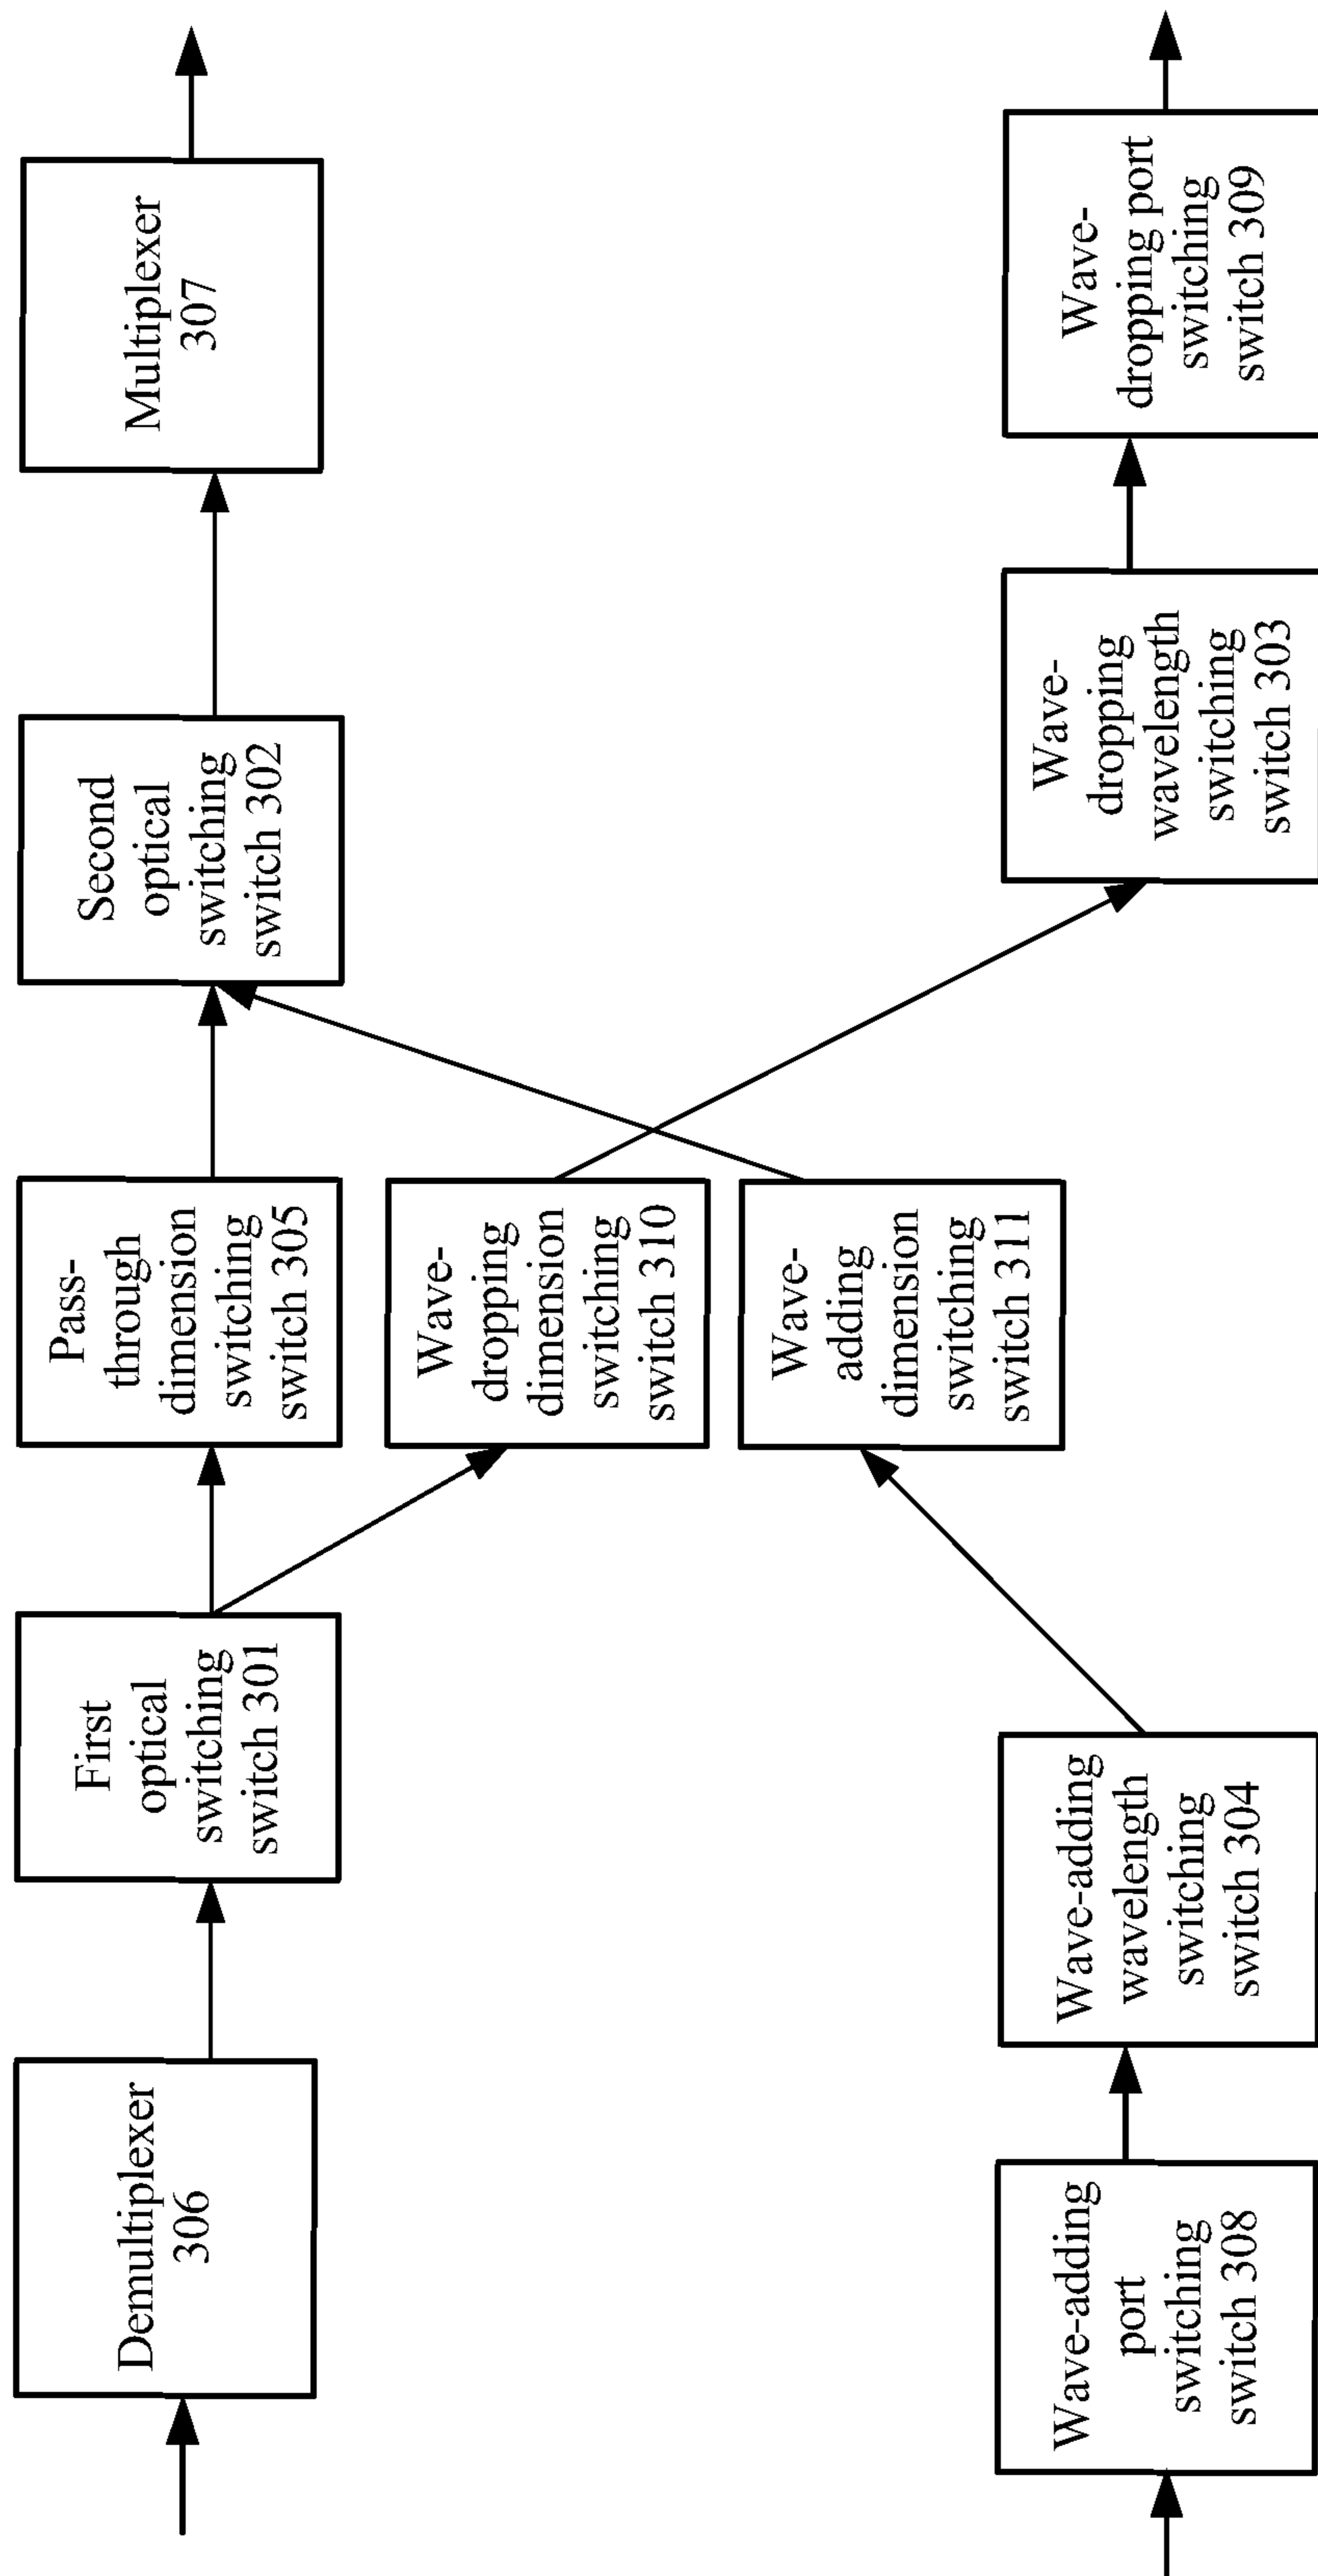 Demultiplexer
306
First
optical
switching
switch 301
Pass-
through
dimension
switching
switch 305
Second
optical
switching
switch 302
Multiplexer
307
Wave-
dropping
dimension
switching
switch 310
Wave-
adding
dimension
switching
switch 311
Wave-adding
port
switching
switch 308
Wave-adding
wavelength
switching
switch 304
Wave-
dropping
wavelength
switching
switch 303
Wave-
dropping port
switching
switch 309